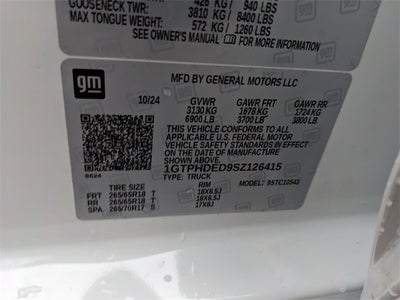 426 KG / 940 LBS
GOOSENECK TWR: 3810 KG / 8400 LBS
MAX TONGUE WEIGHT: 572 KG / 1260 LBS
SEE OWNER'S MANUAL gm FOR MORE INFORMATION
gm
MFD BY GENERAL MOTORS LLC
10/24 GVWR GAWR FRT GAWR RR
3130 KG 1678 KG 1724 KG
6900 LB 3700 LB 3800 LB
THIS VEHICLE CONFORMS TO ALL
APPLICABLE U.S. FEDERAL MOTOR
VEHICLE SAFETY STANDARDS IN
EFFECT ON THE DATE OF
MANUFACTURE SHOWN ABOVE.
1GTPHDED9SZ126415
TYPE: TRUCK MODEL: 95TC10543
8624
TIRE SIZE RIM
FRT 265/65R18 T 18X8.5J
RR 265/65R18 T 18X8.5J
SPA 265/70R17 S 17X8J